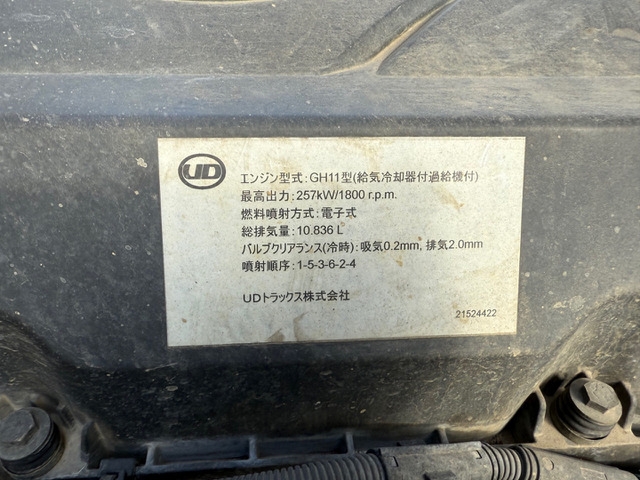 UD
エンジン型式:GH11型(給気冷却器付過給機付)
最高出力:257kW/1800 r.p.m.
燃料噴射方式:電子式
総排気量:10.836 L
バルブクリアランス(冷時):吸気0.2mm, 排気2.0mm
噴射順序:1-5-3-6-2-4
UDトラックス株式会社
21524422